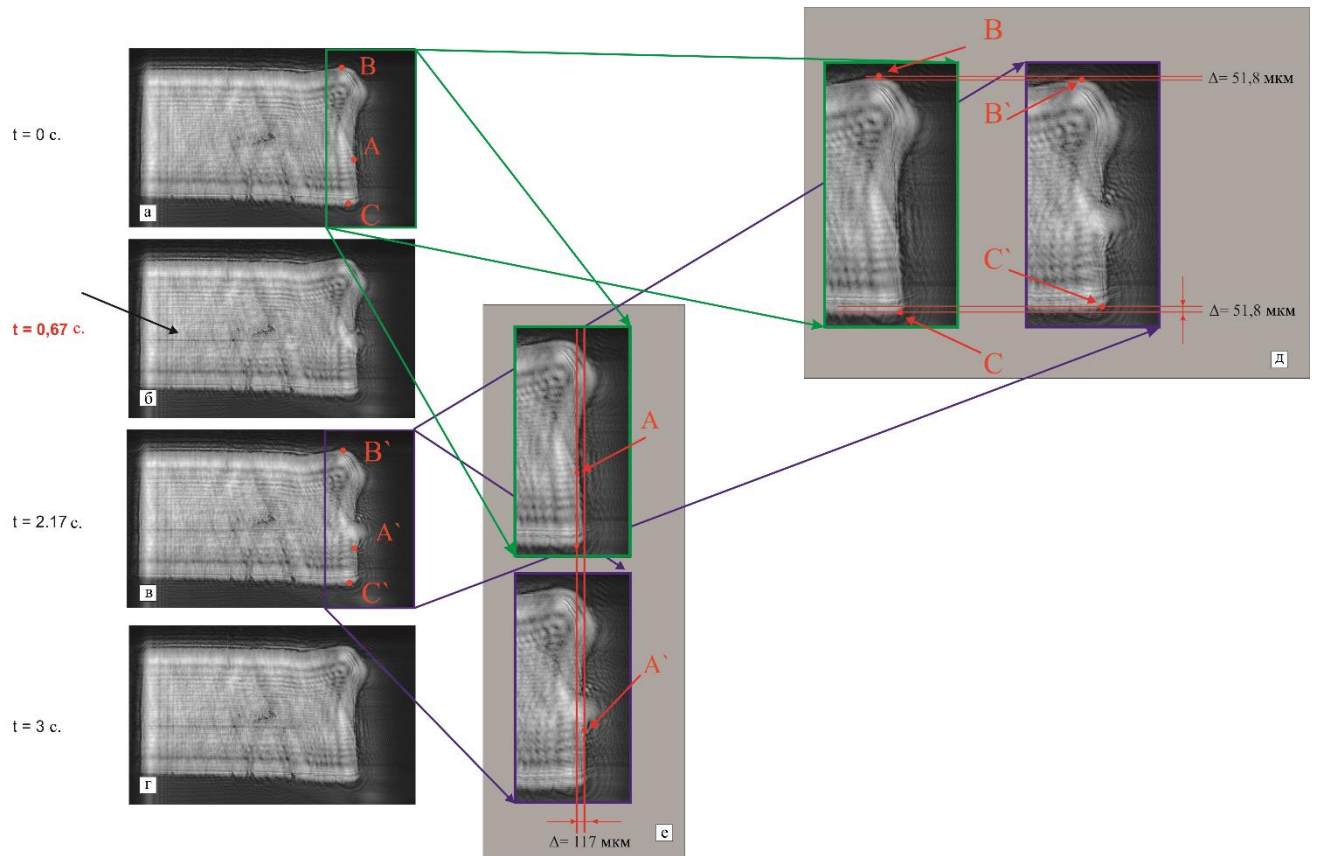 t = 0 с.
B
A
C
а
t = 0,67 с.
б
t = 2.17 с.
B`
A`
C`
в
t = 3 с.
г
A
A`
Δ= 117 мкм
е
B
B`
Δ= 51,8 мкм
C`
C
Δ= 51,8 мкм
д